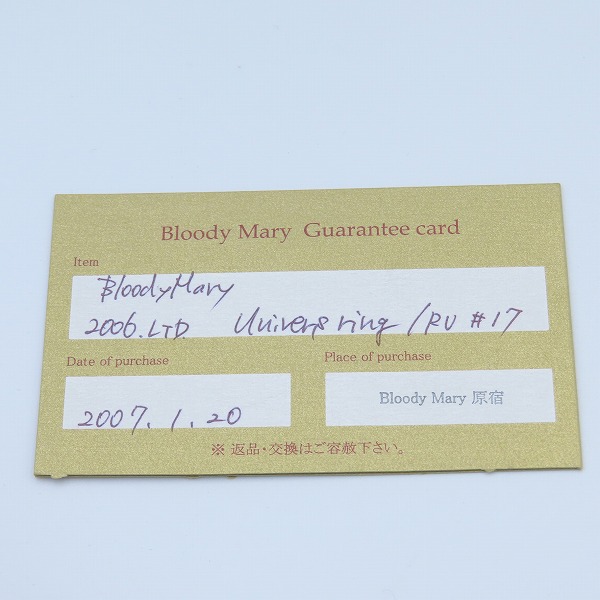 Bloody Mary Guarantee card
Item
BloodyMary
2006.LTD. Univers ring /RU #17
Date of purchase
Place of purchase
2007.1.20
Bloody Mary 原宿
※ 返品・交換はご容赦下さい。